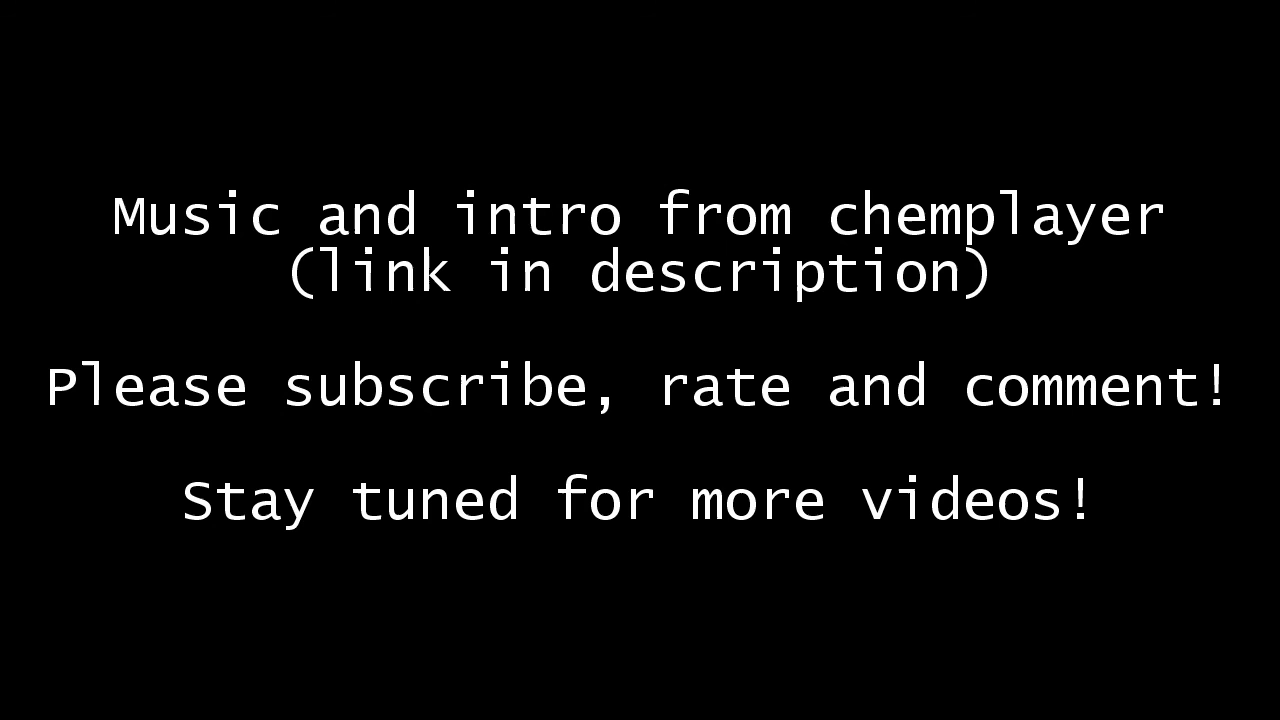 Music and intro from chemplayer
(link in description)
Please subscribe, rate and comment!
Stay tuned for more videos!